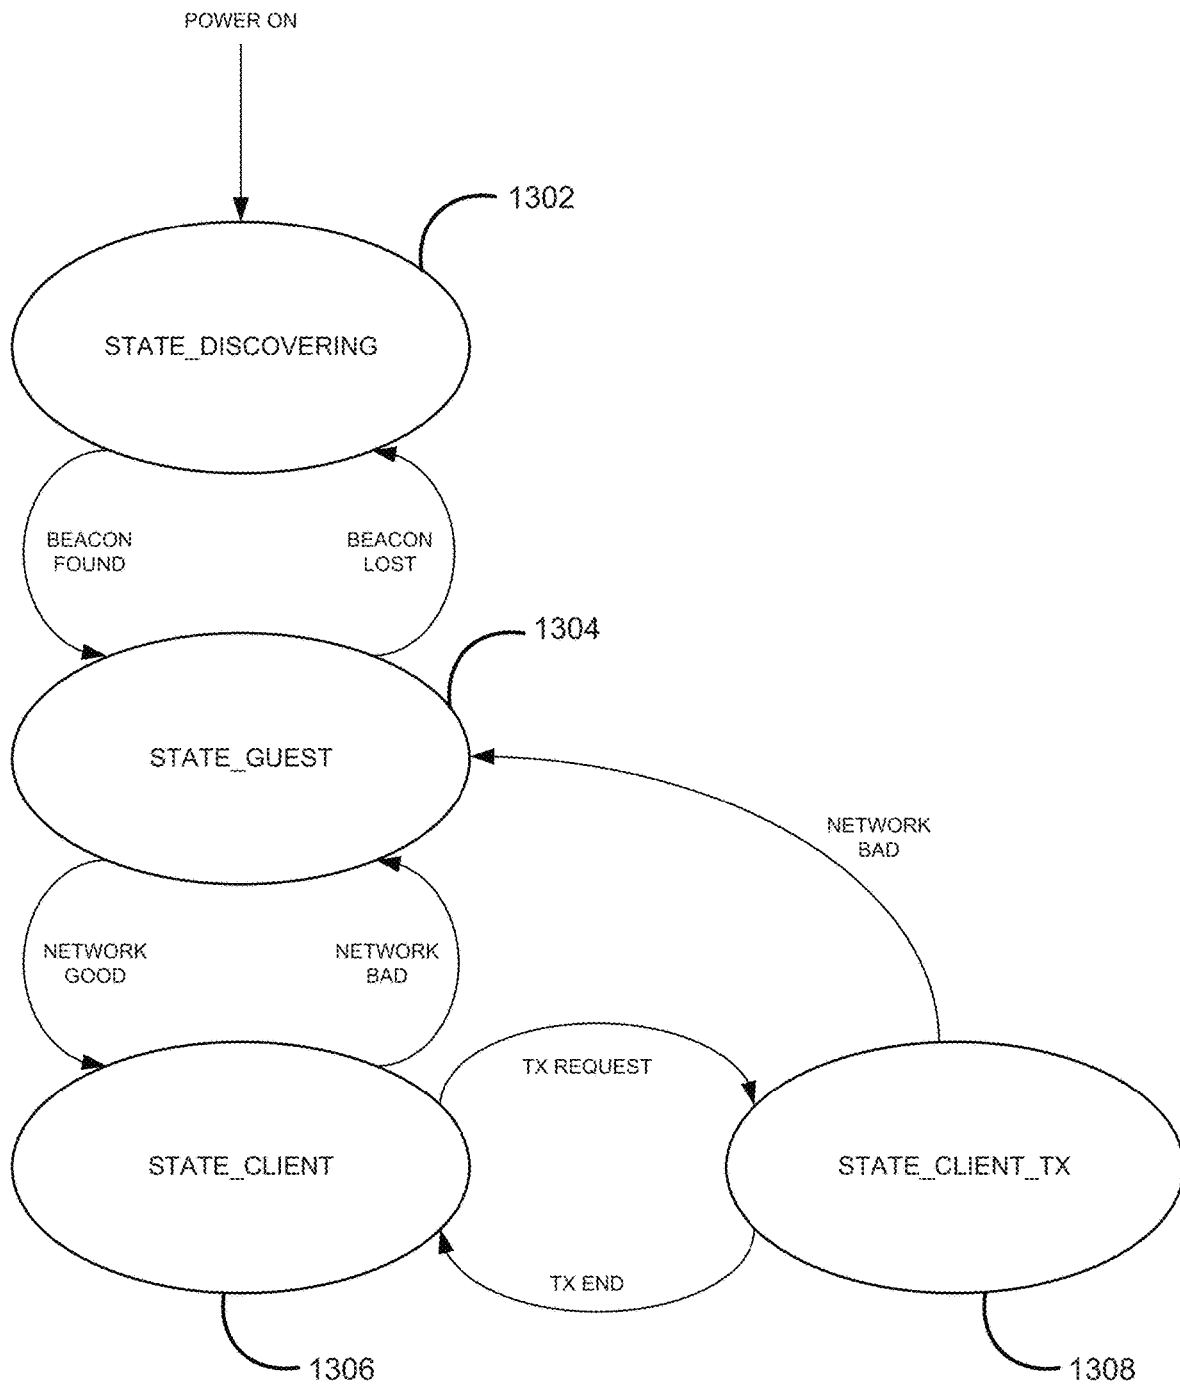 POWER ON
1302
STATE_DISCOVERING
BEACON
FOUND
BEACON
LOST
1304
STATE_GUEST
NETWORK
BAD
NETWORK
GOOD
NETWORK
BAD
TX REQUEST
STATE_CLIENT
STATE_CLIENT_TX
TX END
1306
1308